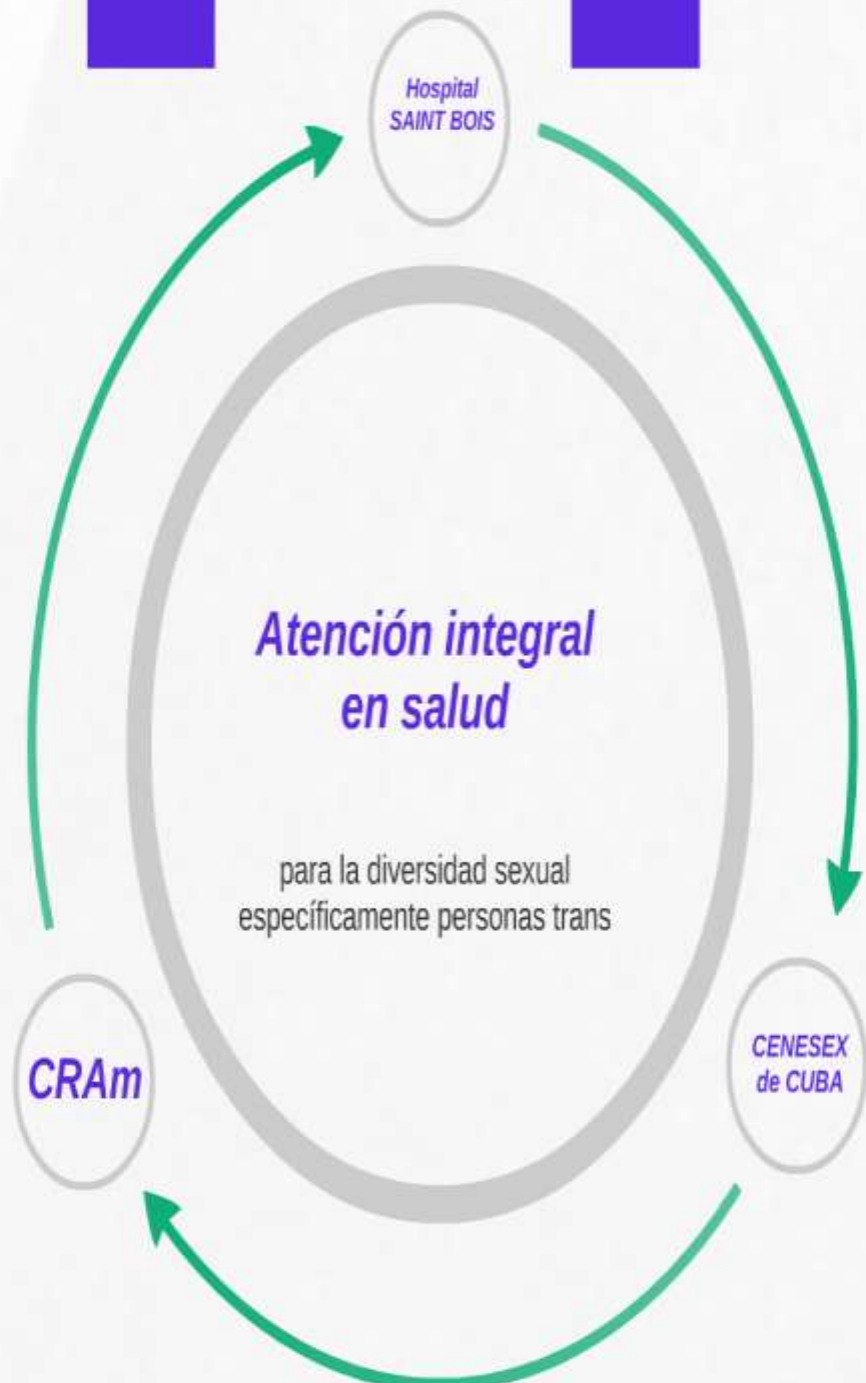 Hospital
SAINT BOIS
Atención integral
en salud
para la diversidad sexual
específicamente personas trans
CENESEX
de CUBA
CRAm